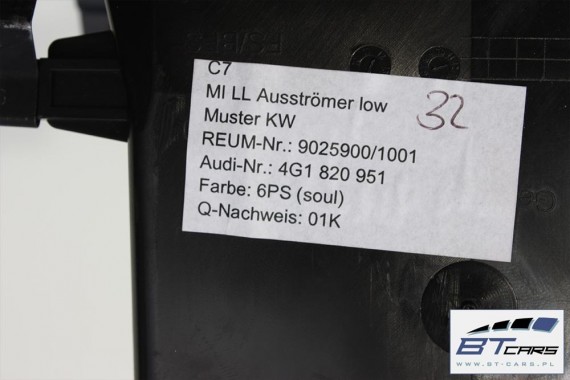 C7
MI LL Ausströmer low
32
Muster KW
REUM-Nr.: 9025900/1001
Audi-Nr.: 4G1 820 951
Farbe: 6PS (soul)
Q-Nachweis: 01K
BT CARS
WWW.BT-CARS.PL